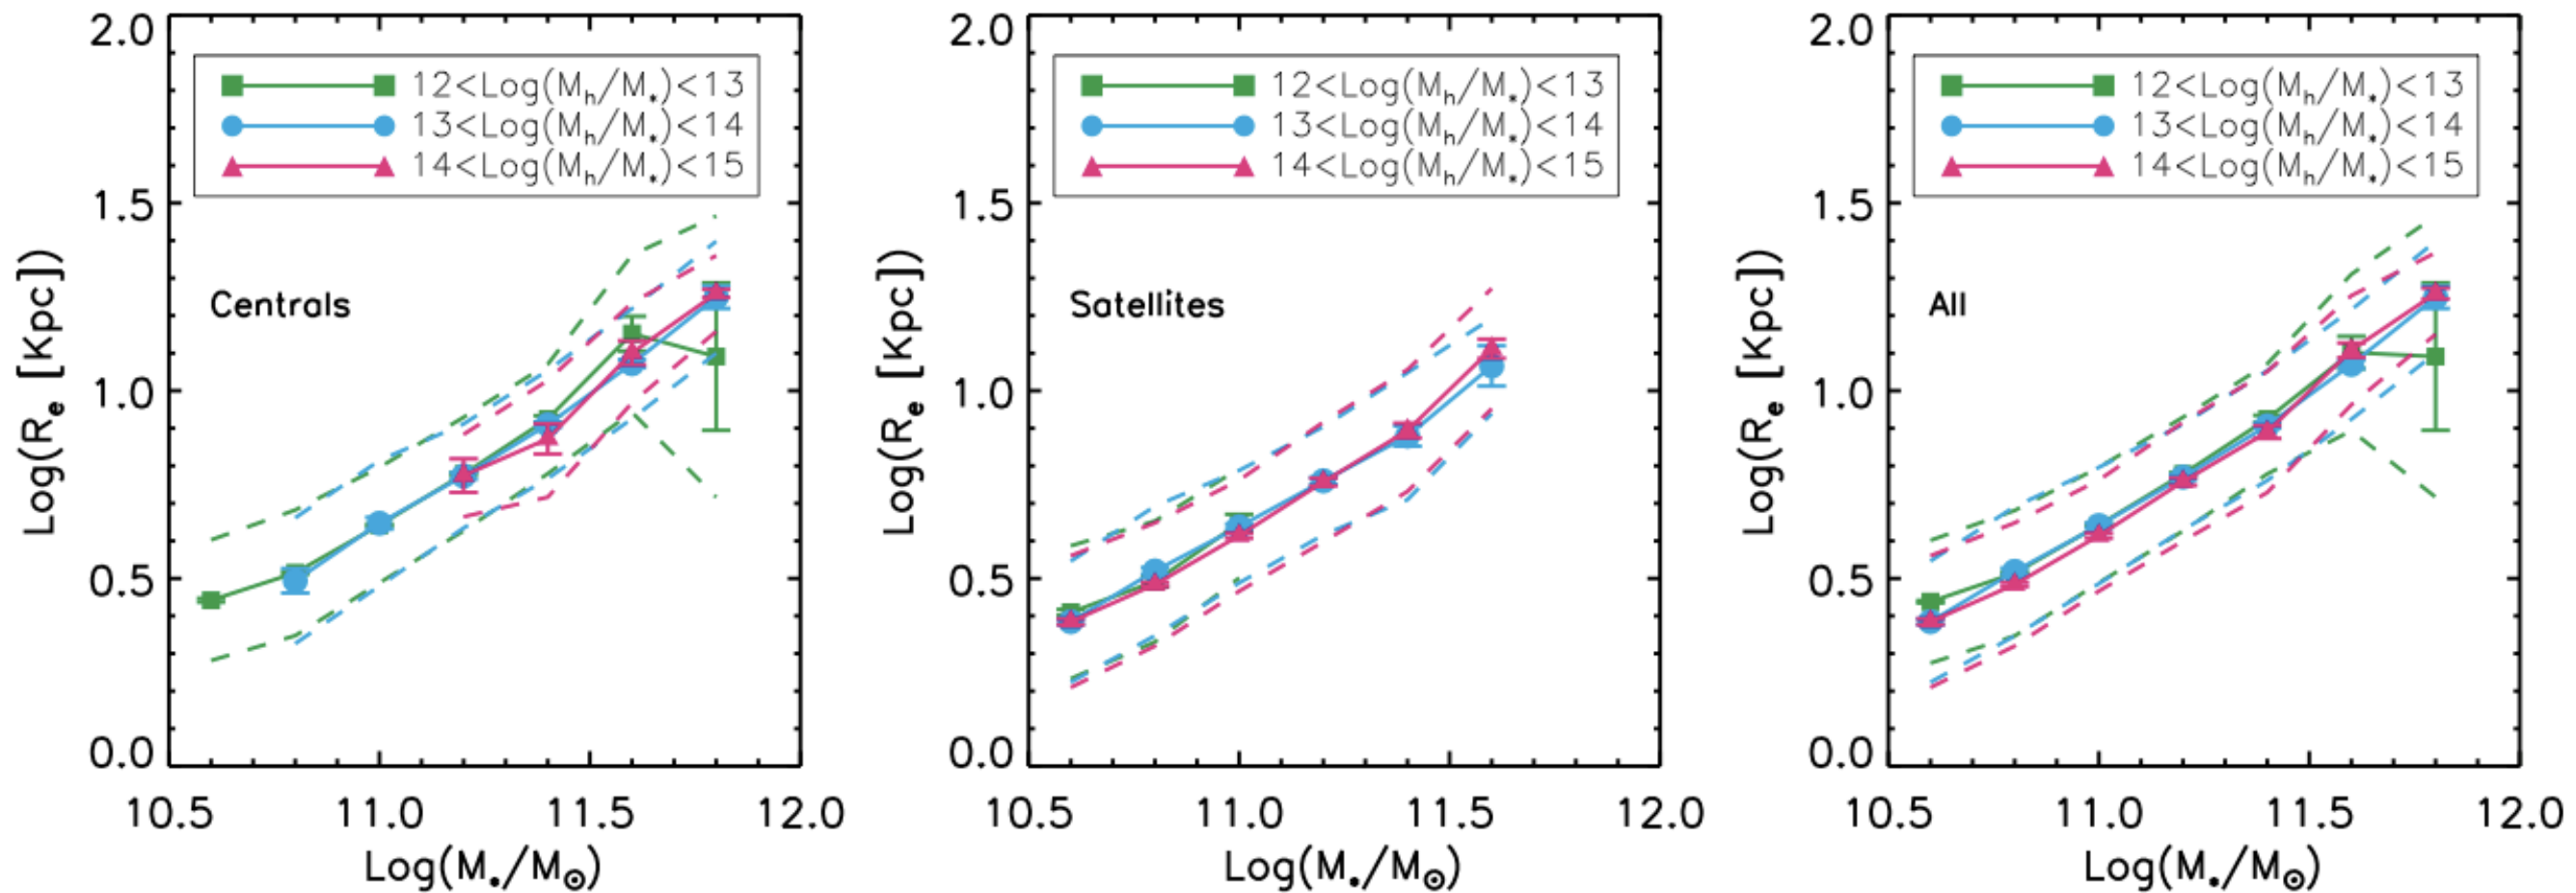 2.0
1.5
1.0
0.5
0.0
Log(Rₑ [Kpc])
12<Log(Mₕ/M*)<13
13<Log(Mₕ/M*)<14
14<Log(Mₕ/M*)<15
Centrals
10.5 11.0 11.5 12.0
Log(M*/M⊙)
2.0
1.5
1.0
0.5
0.0
Log(Rₑ [Kpc])
12<Log(Mₕ/M*)<13
13<Log(Mₕ/M*)<14
14<Log(Mₕ/M*)<15
Satellites
10.5 11.0 11.5 12.0
Log(M*/M⊙)
2.0
1.5
1.0
0.5
0.0
Log(Rₑ [Kpc])
12<Log(Mₕ/M*)<13
13<Log(Mₕ/M*)<14
14<Log(Mₕ/M*)<15
All
10.5 11.0 11.5 12.0
Log(M*/M⊙)